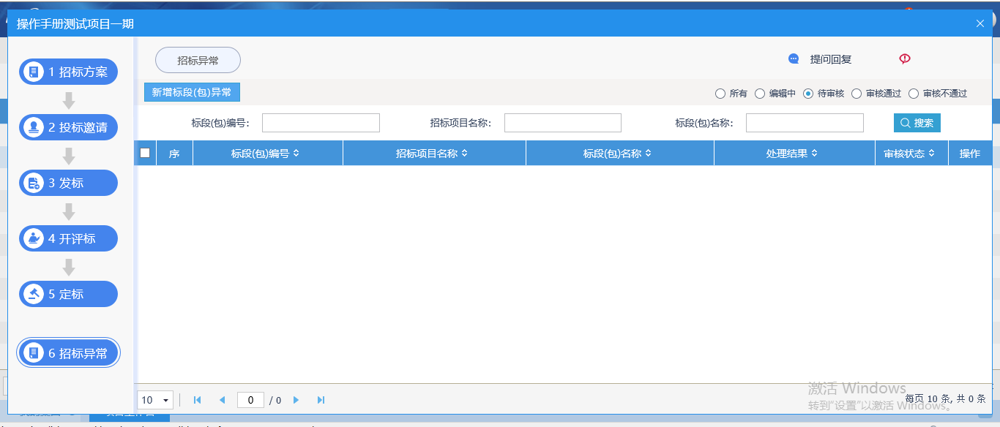 操作手册测试项目一期
1 招标方案
2 投标邀请
3 发标
4 开评标
5 定标
6 招标异常
招标异常
提问回复
新增标段(包)异常
所有 编辑中 待审核 审核通过 审核不通过
标段(包)编号: 招标项目名称: 标段(包)名称: 搜索
序 标段(包)编号 招标项目名称 标段(包)名称 处理结果 审核状态 操作
10 0 / 0
激活 Windows
转到"设置"以激活 Windows。
每页 10 条, 共 0 条